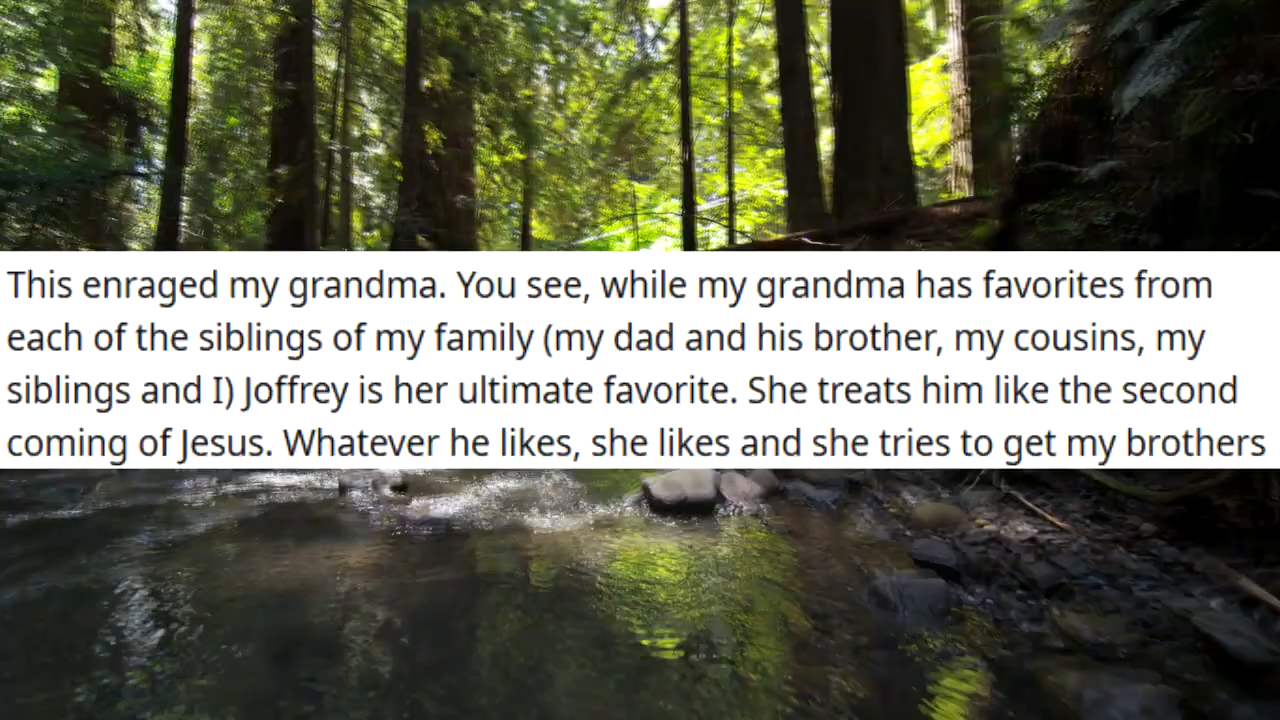 This enraged my grandma. You see, while my grandma has favorites from
each of the siblings of my family (my dad and his brother, my cousins, my
siblings and I) Joffrey is her ultimate favorite. She treats him like the second
coming of Jesus. Whatever he likes, she likes and she tries to get my brothers